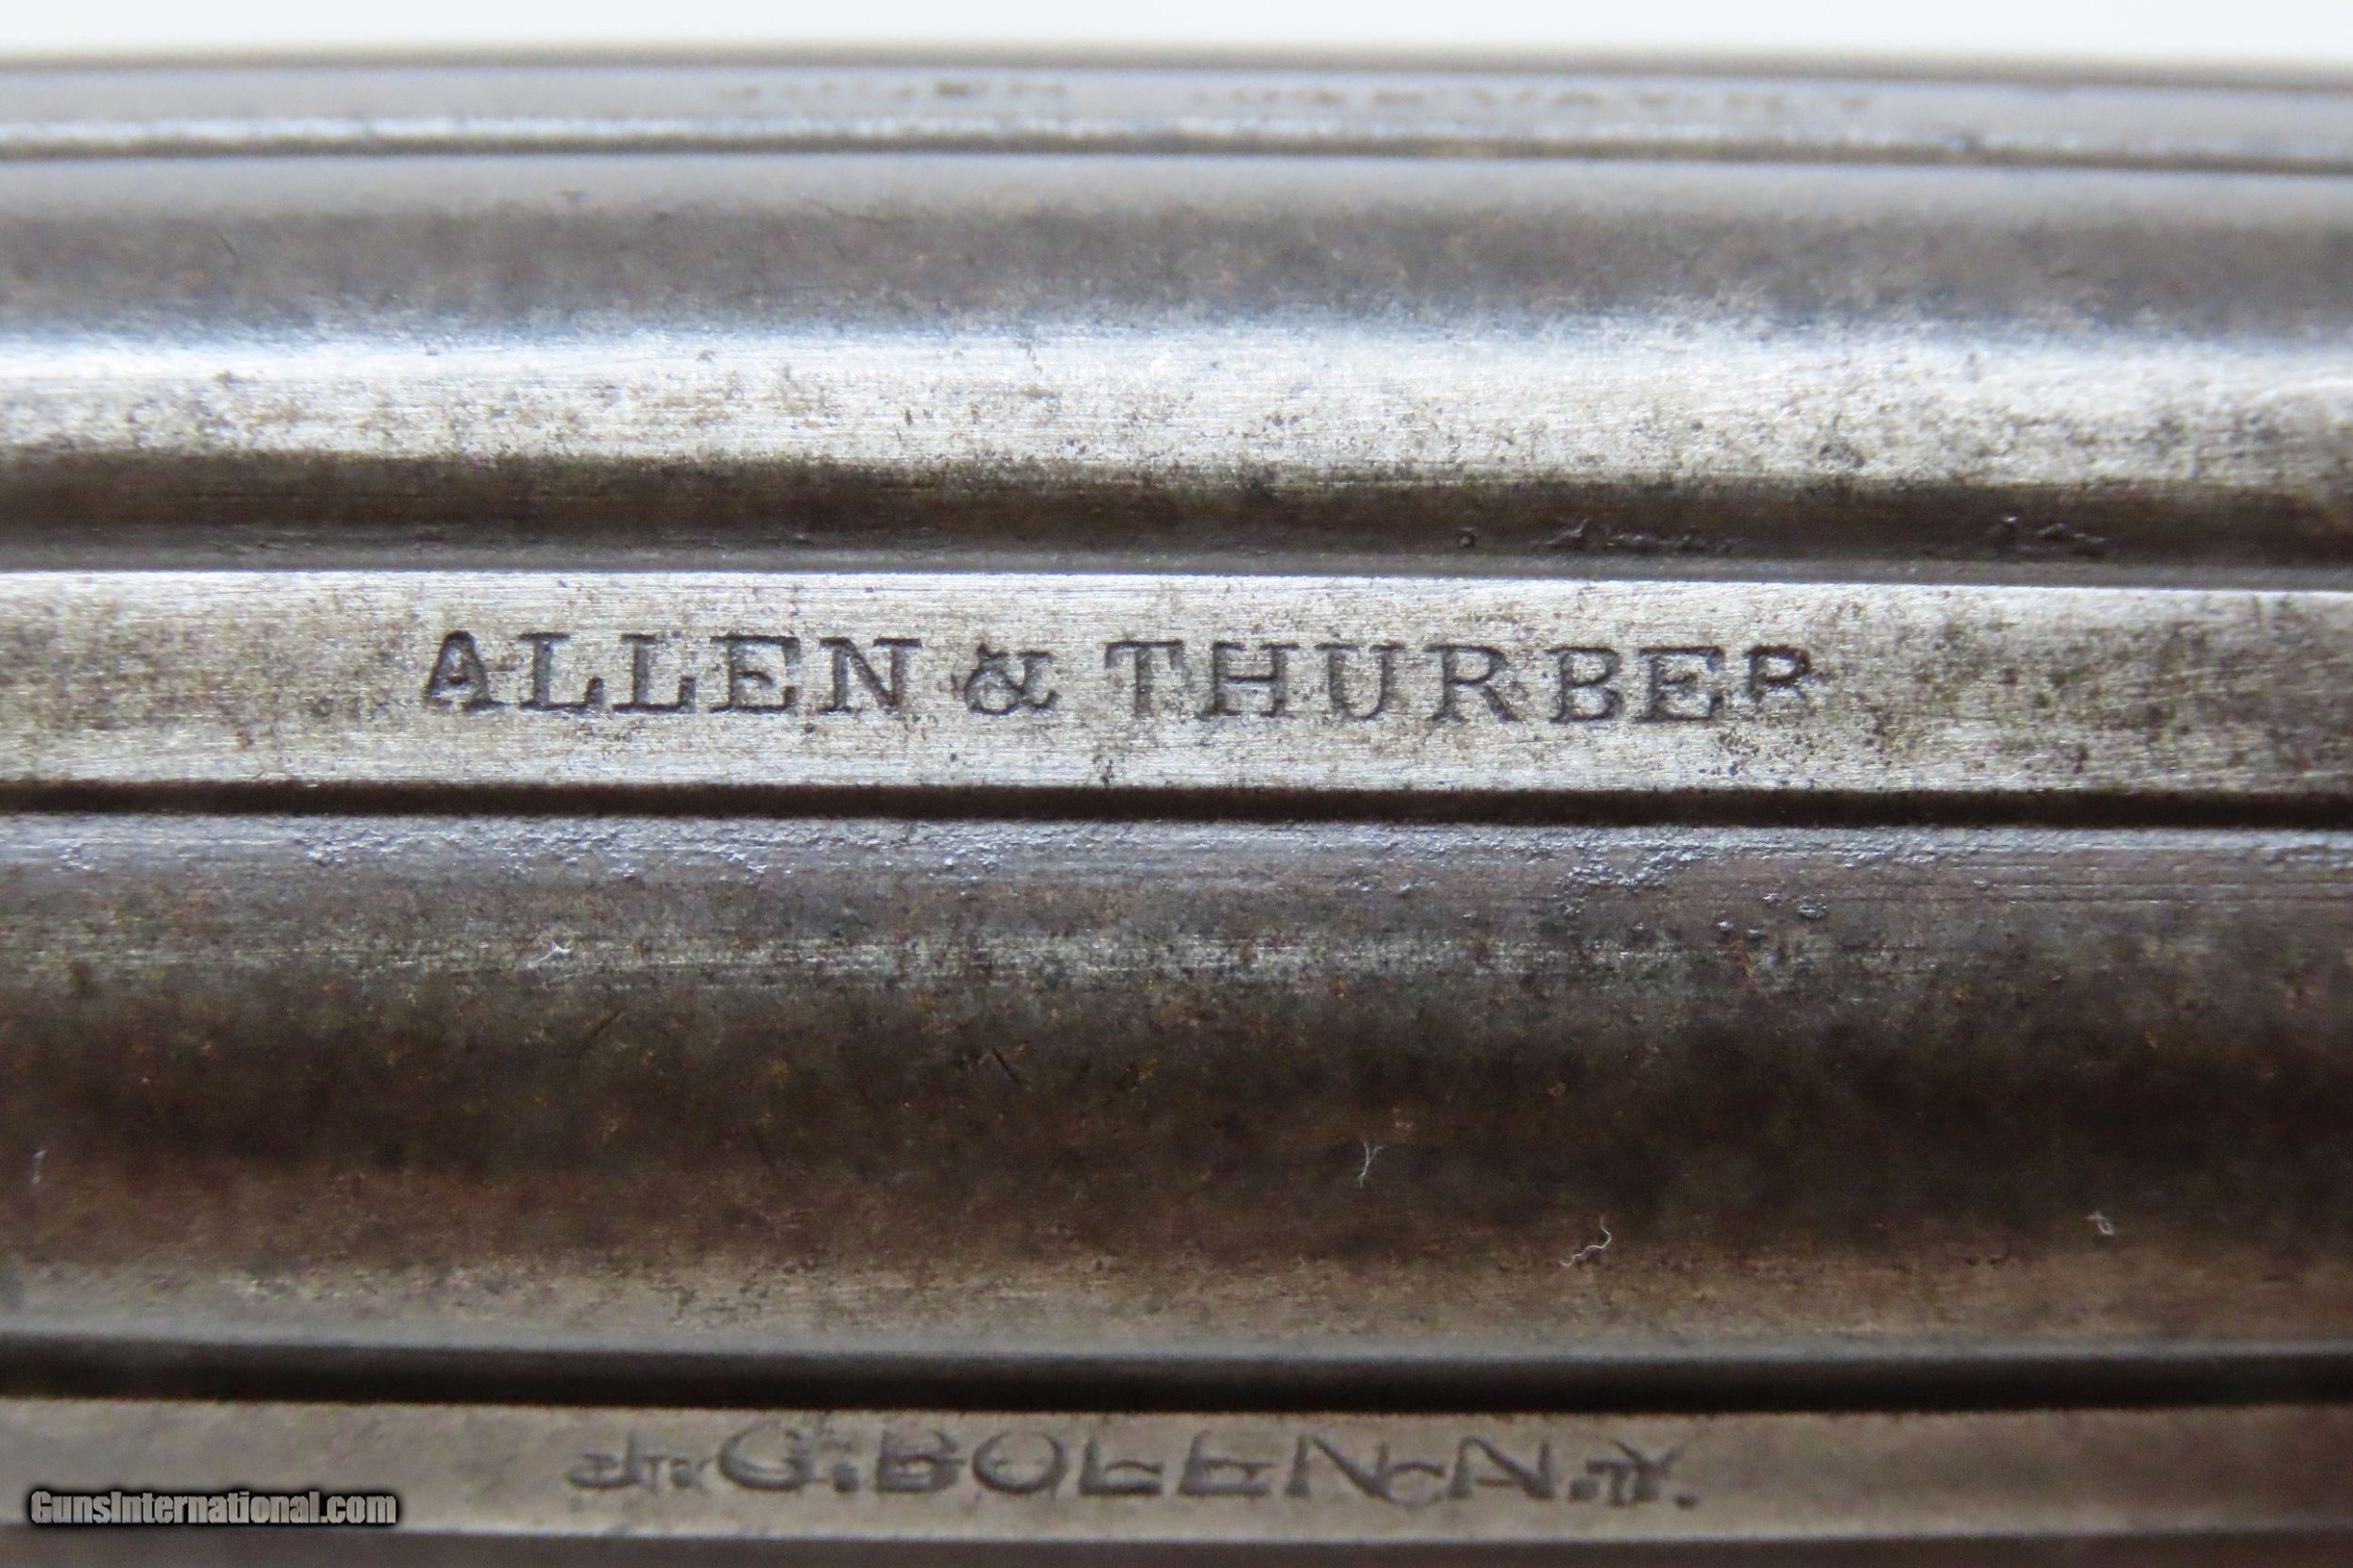 ALLEN & THURBER
J.G.BOLEN N.Y.
GunsInternational.com